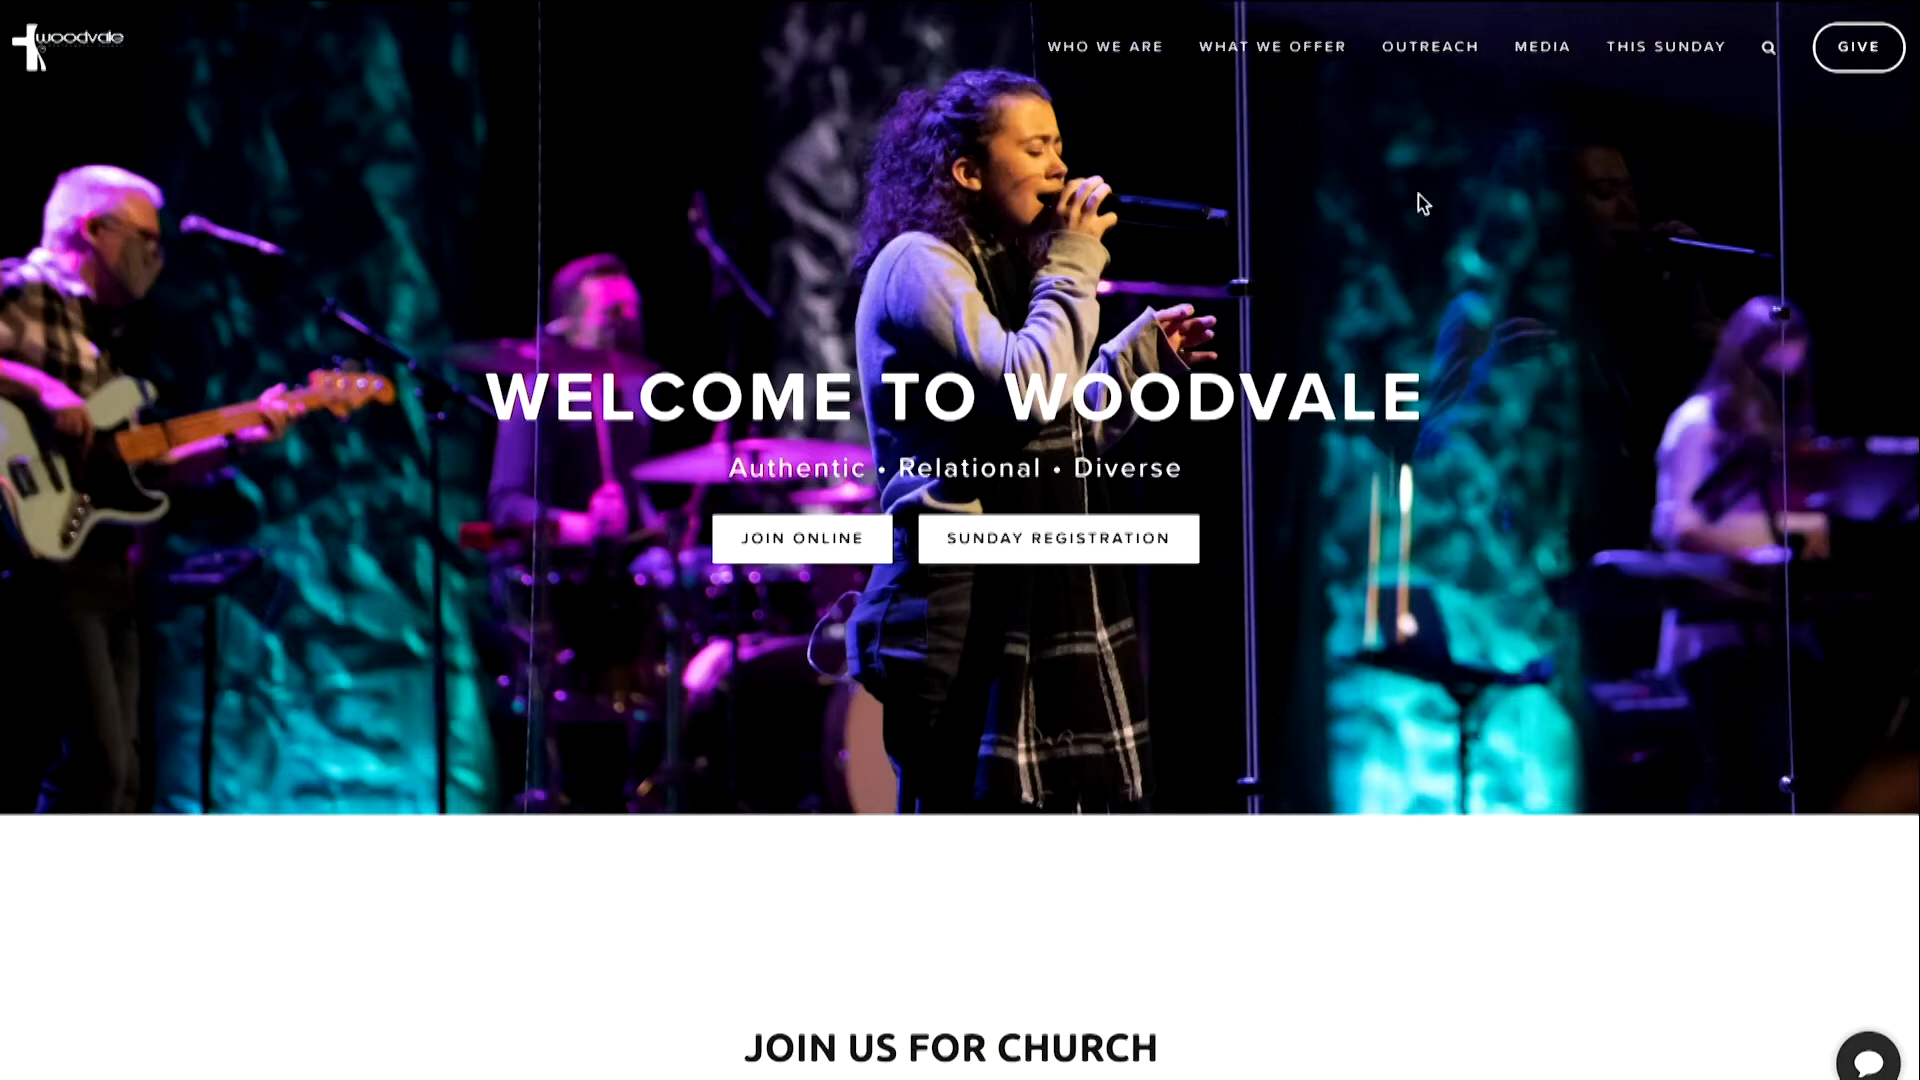 woodvale
WHO WE ARE
WHAT WE OFFER
OUTREACH
MEDIA
THIS SUNDAY
GIVE
WELCOME TO WOODVALE
Authentic • Relational • Diverse
JOIN ONLINE
SUNDAY REGISTRATION
JOIN US FOR CHURCH